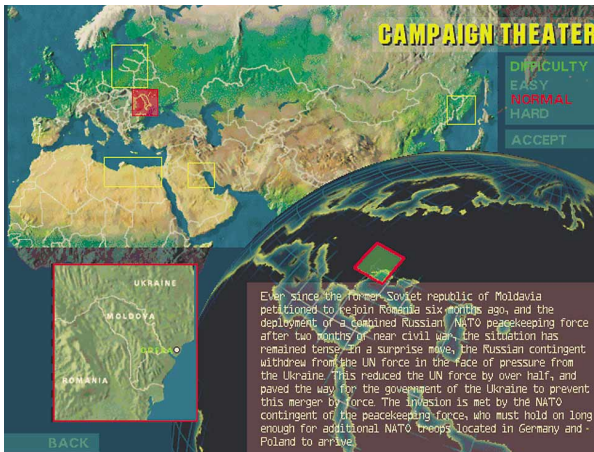 CAMPAIGN THEATER
DIFFICULTY
EASY
NORMAL
HARD
ACCEPT
UKRAINE
MOLDOVA
ROMANIA
Ever since the former Soviet republic of Moldavia
petitioned to rejoin Romania six months ago, and the
deployment of a combined Russian NATO peacekeeping force
after two months of near civil war, the situation has
remained tense. In a surprise move, the Russian contingent
withdrew from the UN force in the face of pressure from
the Ukraine. This reduced the UN force by over half, and
paved the way for the government of the Ukraine to prevent
this merger by force. The invasion is met by the NATO
contingent of the peacekeeping force, who must hold on long
enough for additional NATO troops located in Germany and
Poland to arrive.
BACK